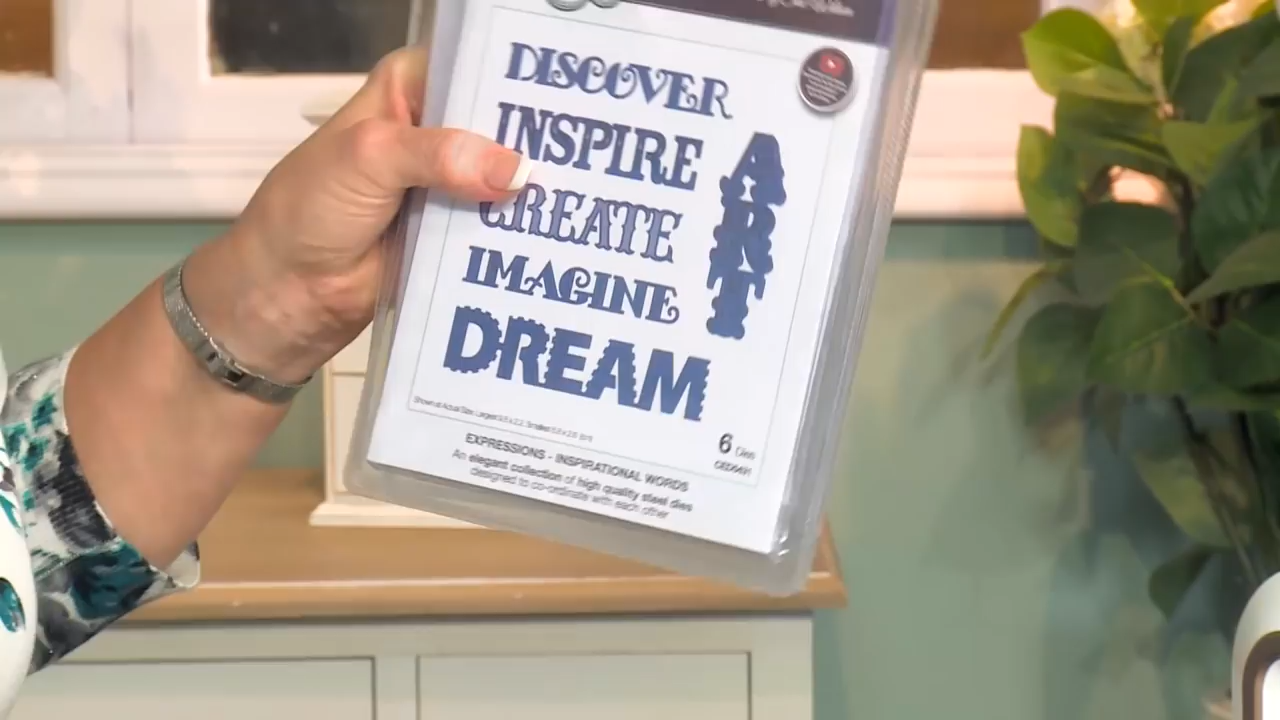 DISCOVER
INSPIRE
CREATE
IMAGINE
DREAM
ART
6 Dies
EXPRESSIONS - INSPIRATIONAL WORDS
An elegant collection of high quality steel dies
designed to co-ordinate with each other